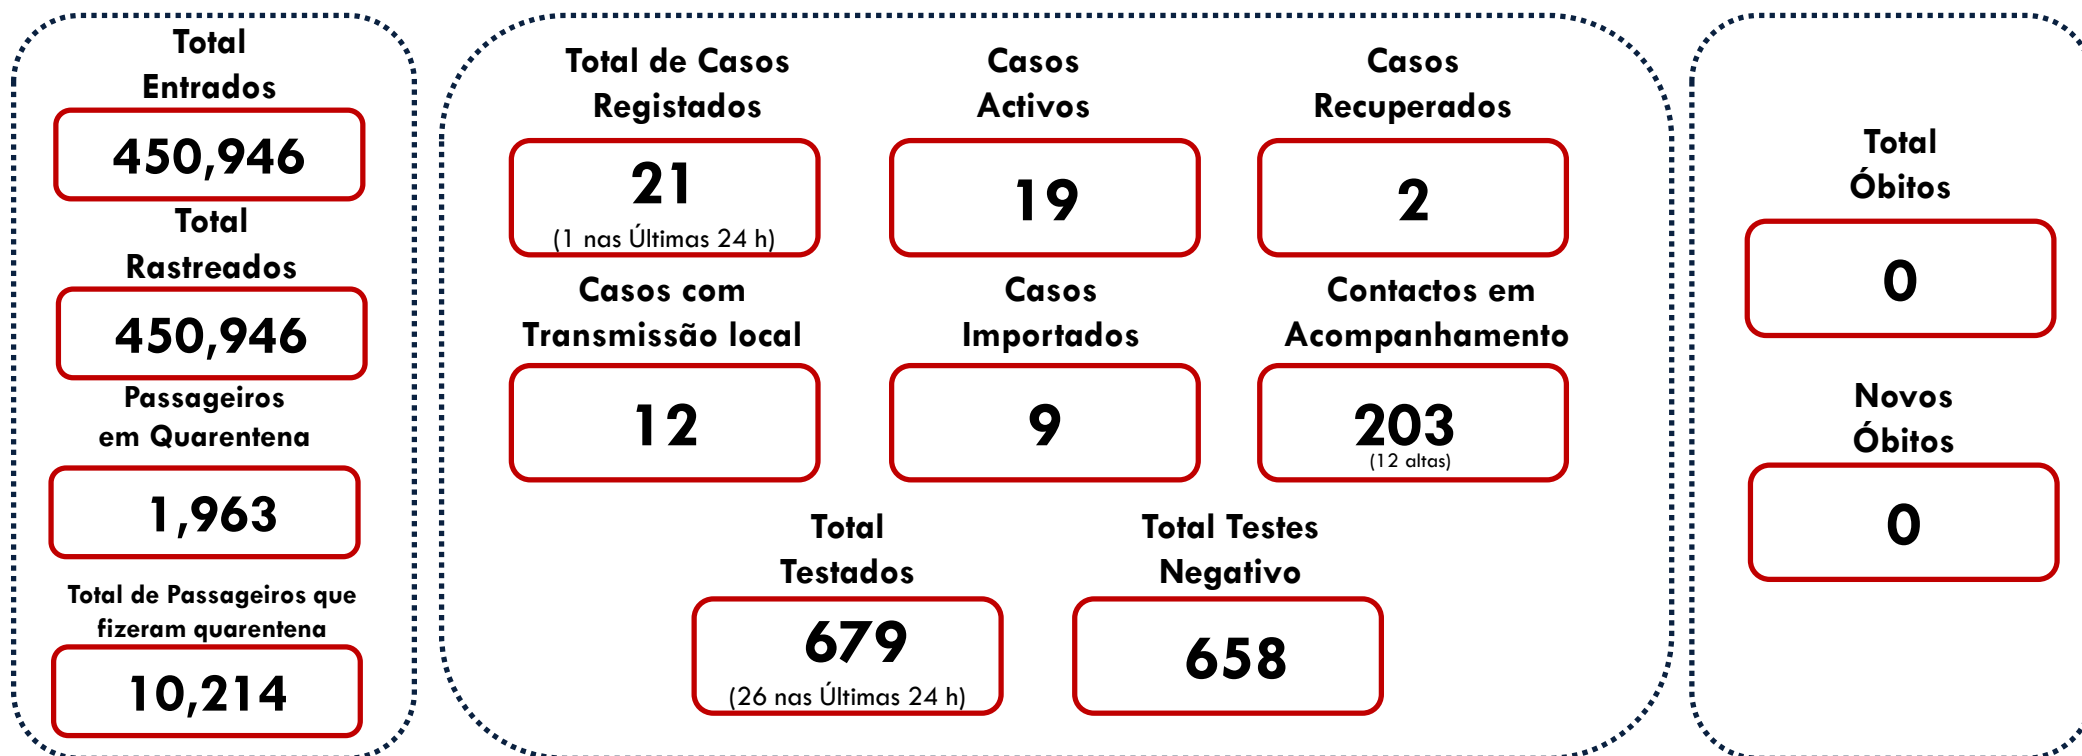 Total
Entrados
450,946
Total
Rastreados
450,946
Passageiros
em Quarentena
1,963
Total de Passageiros que
fizeram quarentena
10,214
Total de Casos
Registados
21
(1 nas Últimas 24 h)
Casos
Activos
19
Casos
Recuperados
2
Casos com
Transmissão local
12
Casos
Importados
9
Contactos em
Acompanhamento
203
(12 altas)
Total
Testados
679
(26 nas Últimas 24 h)
Total Testes
Negativo
658
Total
Óbitos
0
Novos
Óbitos
0